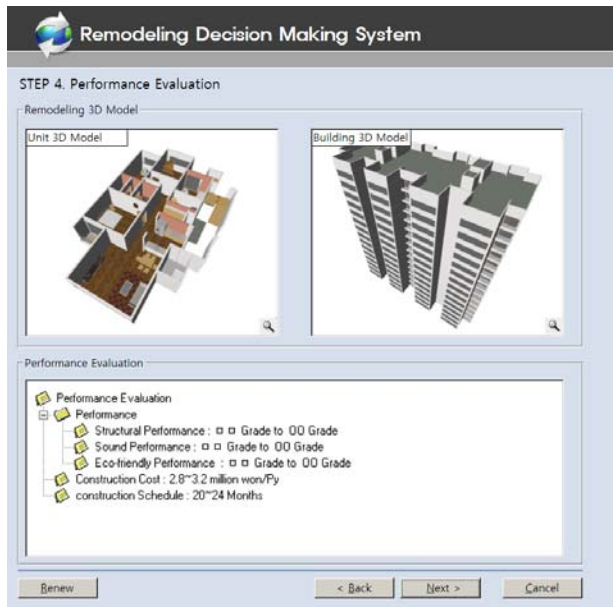 Remodeling Decision Making System
STEP 4. Performance Evaluation
Remodeling 3D Model
Unit 3D Model
Building 3D Model
Performance Evaluation
Performance Evaluation
Performance
Structural Performance : □ □ Grade to OO Grade
Sound Performance : □ □ Grade to OO Grade
Eco-friendly Performance : □ □ Grade to OO Grade
Construction Cost : 2.8~3.2 million won/Py
construction Schedule : 20~24 Months
Renew
< Back
Next >
Cancel